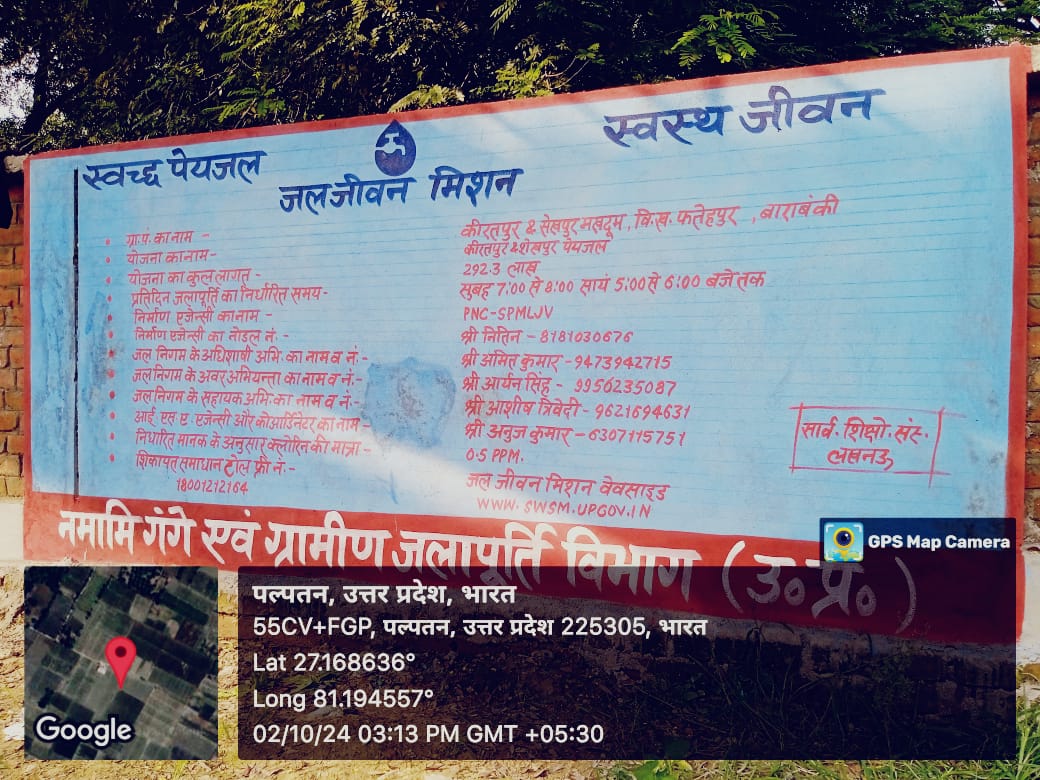 स्वच्छ पेयजल
स्वस्थ जीवन
जल जीवन मिशन
ग्रा.पं. का नाम - कीरतपुर & सेखपुर मखदूम, वि.ख. फतेहपुर, बाराबंकी
योजना का नाम- कीरतपुर & शेखपुर पेयजल
योजना का कुल लागत - 292.3 लाख
प्रतिदिन जलापूर्ति का निर्धारित समय- सुबह 7:00 से 8:00 सायं 5:00 से 6:00 बजे तक
निर्माण एजेन्सी का नाम - PNC-SPMLJV
निर्माण एजेन्सी का नोडल नं. - श्री नितिन - 8181030676
जल निगम के अधिशाषी अभि. का नाम व नं.- श्री अमित कुमार - 9473942715
जल निगम के अवर अभियन्ता का नाम व नं.- श्री आर्यन सिंह - 9956235087
जल निगम के सहायक अभि. का नाम व नं.- श्री आशीष त्रिवेदी - 9621694631
आई. एस. ए. एजेन्सी और कोआर्डिनेटर का नाम- श्री अनुज कुमार - 6307115751
निर्धारित मानक के अनुसार क्लोरिन की मात्रा - 0.5 PPM.
शिकायत समाधान टोल फ्री नं.-
18001212164
जल जीवन मिशन वेवसाइड
WWW.SWSM.UPGOV.IN
सार्व. शिक्षो. संस्.
लखनऊ
नमामि गंगे एवं ग्रामीण जलापूर्ति विभाग (उ० प्र०)
GPS Map Camera
पल्पतन, उत्तर प्रदेश, भारत
55CV+FGP, पल्पतन, उत्तर प्रदेश 225305, भारत
Lat 27.168636°
Long 81.194557°
02/10/24 03:13 PM GMT +05:30
Google